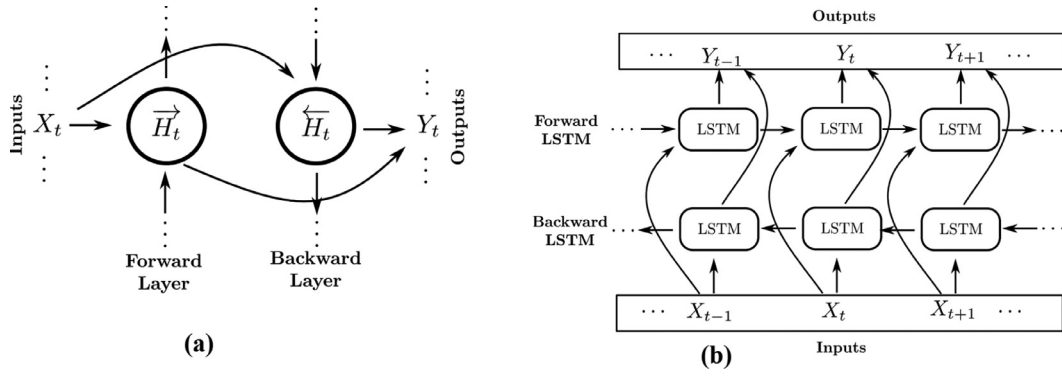 Inputs
X_t
→H_t
←H_t
Y_t
Outputs
Forward
Layer
Backward
Layer
(a)
Outputs
··· Y_{t-1} Y_t Y_{t+1} ···
Forward
LSTM
··· LSTM LSTM LSTM ···
Backward
LSTM
··· LSTM LSTM LSTM ···
··· X_{t-1} X_t X_{t+1} ···
Inputs
(b)